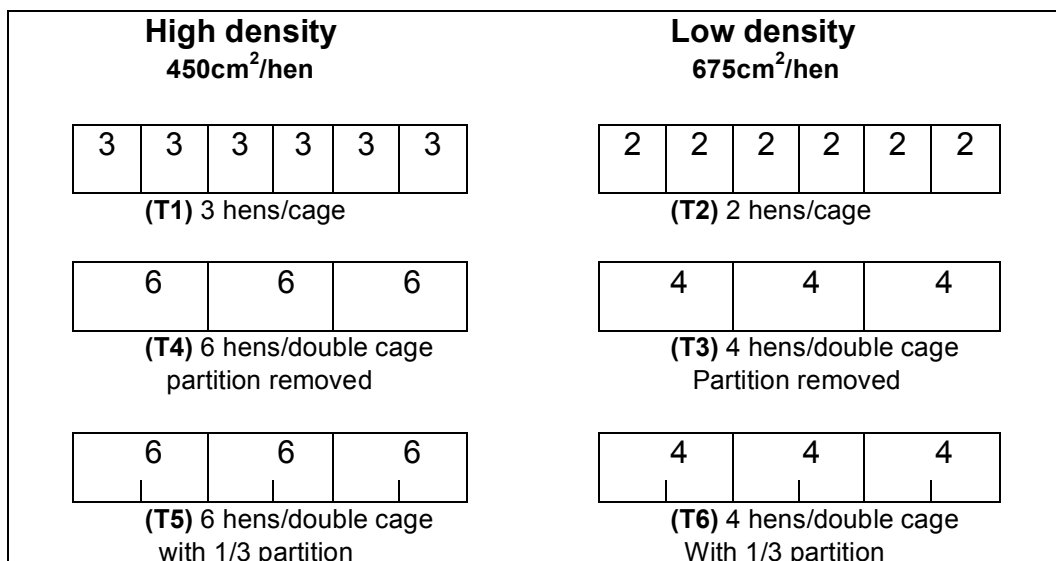 High density
450cm²/hen
3 3 3 3 3 3
(T1) 3 hens/cage
6 6 6
(T4) 6 hens/double cage
partition removed
6 6 6
(T5) 6 hens/double cage
with 1/3 partition
Low density
675cm²/hen
2 2 2 2 2 2
(T2) 2 hens/cage
4 4 4
(T3) 4 hens/double cage
Partition removed
4 4 4
(T6) 4 hens/double cage
With 1/3 partition